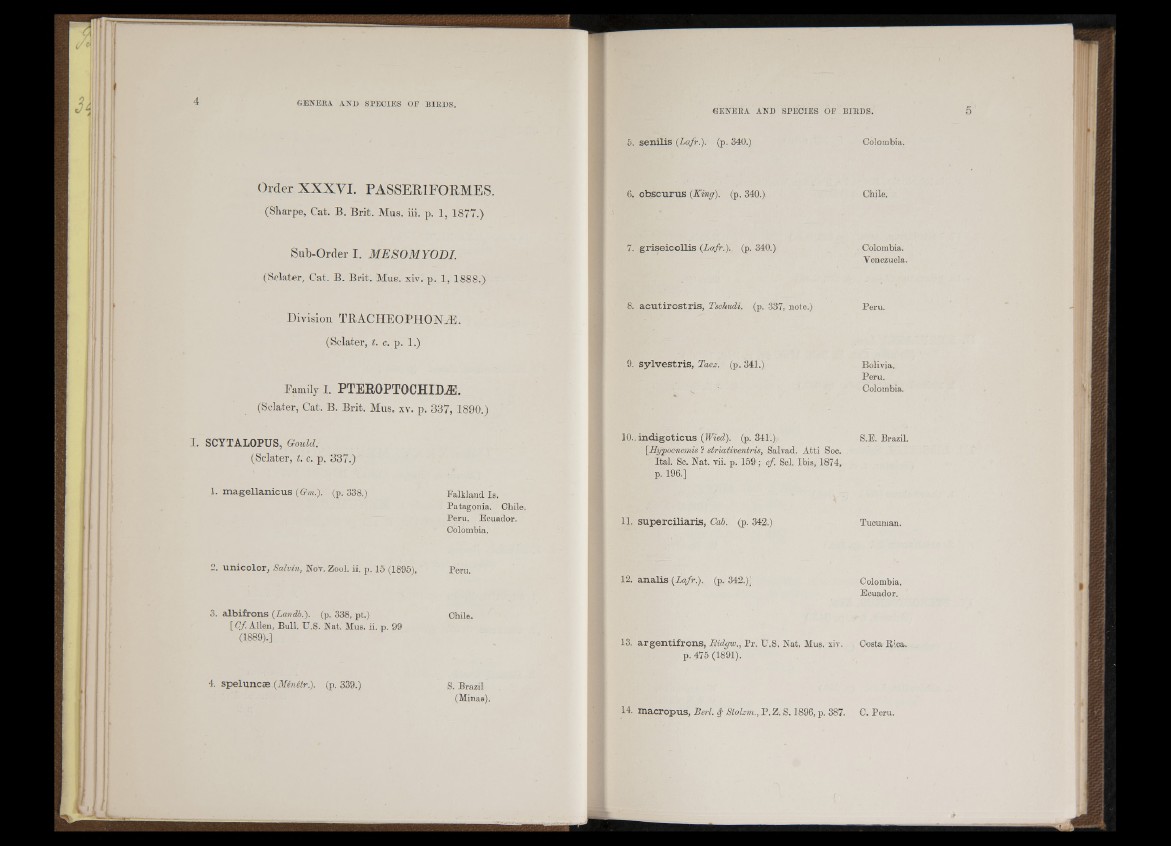 34
4 GENERA AND SPECIES OF BIRDS.
Order XXXVI. PASSERIFORMES.
(Sharpe, Cat. B. Brit. Mus. iii. p. 1, 1877.)
Sub-Order I. MESOMYODI.
(Sclater, Cat. B. Brit. Mus. xiv. p. 1, 1888.)
Division TRACHEOPHONÆ.
(Sclater, t. c. p. 1.)
Family I. PTEROPTOCHIDÆ.
(Sclater, Cat. B. Brit. Mus. xv. p. 337, 1890.)
I. SCYTALOPUS, Gould.
(Sclater, t. c. p. 337.)
1. magellanicus (Gm.). (p. 338.) Falkland Is.
Patagonia. Chile.
Peru. Ecuador.
Colombia.
2. unicolor, Salvin, Nov. Zool. ii. p. 15 (1895). Peru.
3. albifrons (Landb.). (p. 338, pt.) Chile.
[Cf. Allen, Bull. U.S. Nat. Mus. ii. p. 99
(1889).]
4. speluncæ (Ménétr.). (p. 339.) S. Brazil
(Minas).
GENERA AND SPECIES OF BIRDS. 5
5. senilis (Lafr.). (p. 340.) Colombia.
6. obscurus (King). (p. 340.) Chile.
7. griseicollis (Lafr.). (p. 340.) Colombia.
Venezuela.
8. acutirostris, Tschudi. (p. 337, note.) Peru.
9. sylvestris, Tacz. (p. 341.) Bolivia.
Peru.
Colombia.
10. indigoticus (Wied). (p. 341.) S.E. Brazil.
[Hypocnemis ? striativentris, Salvad. Atti Soc.
Ital. Sc. Nat. vii. p. 159; cf. Scl. Ibis, 1874,
p. 196.]
11. superciliaris, Cab. (p. 342.) Tucuman.
12. analis (Lafr.). (p. 342.)] Colombia.
Ecuador.
13. argentifrons, Ridgw., Pr. U.S. Nat. Mus. xiv. Costa Rica.
p. 475 (1891).
14. macropus, Berl. & Stolzm., P. Z. S. 1896, p. 387. C. Peru.